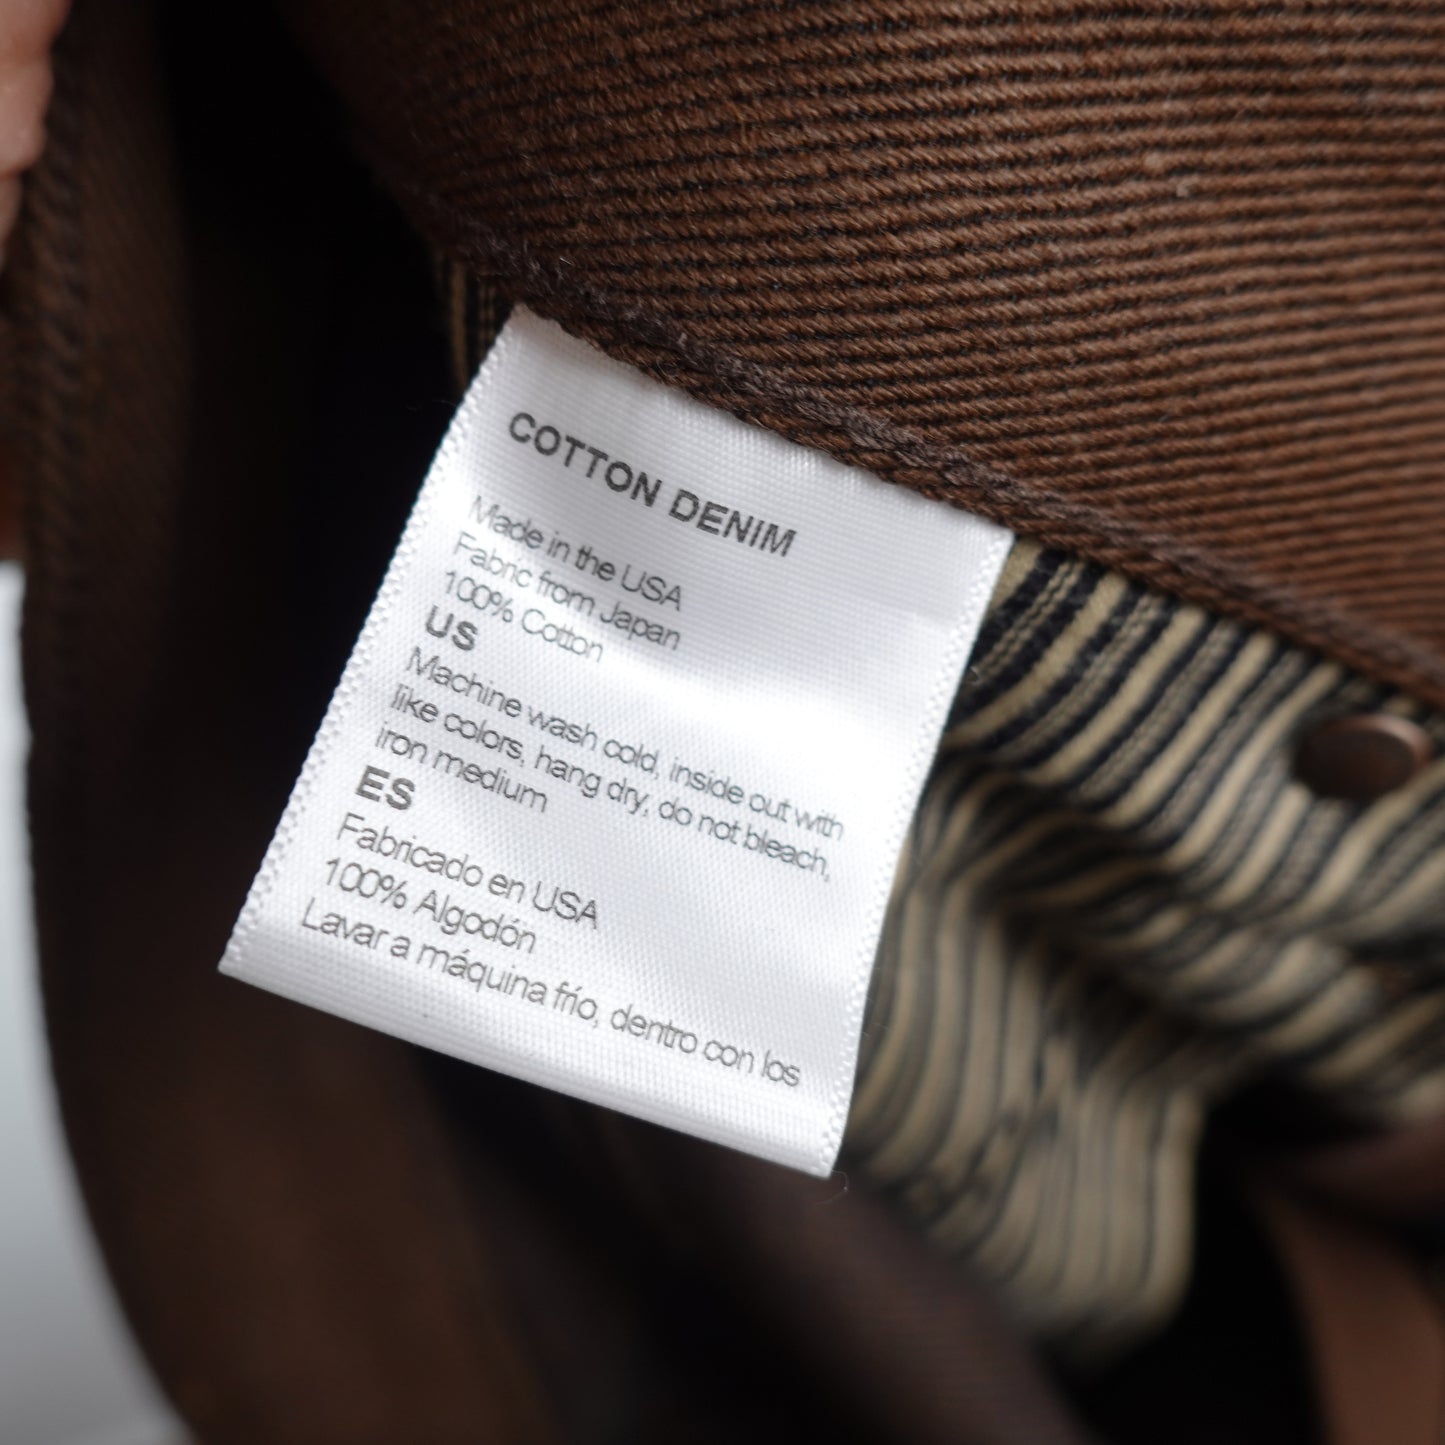 COTTON DENIM
Made in the USA
Fabric from Japan
100% Cotton
US
Machine wash cold, inside out with
like colors, hang dry, do not bleach,
iron medium
ES
Fabricado en USA
100% Algodón
Lavar a máquina frío, dentro con los